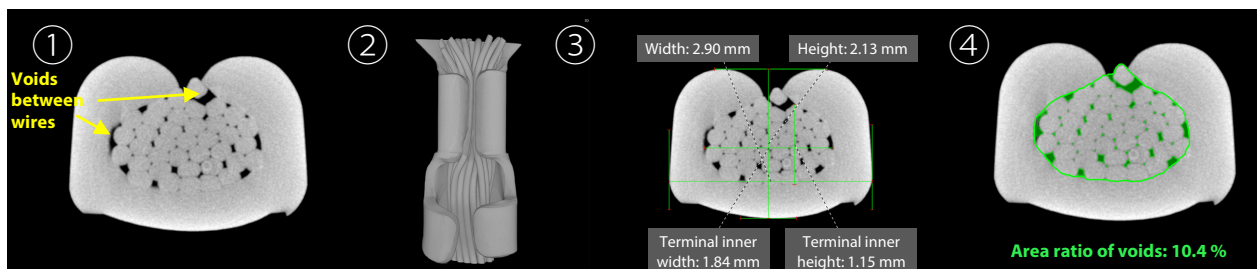 ①
Voids
between
wires
②
③
Width: 2.90 mm
Height: 2.13 mm
Terminal inner
width: 1.84 mm
Terminal inner
height: 1.15 mm
④
Area ratio of voids: 10.4 %